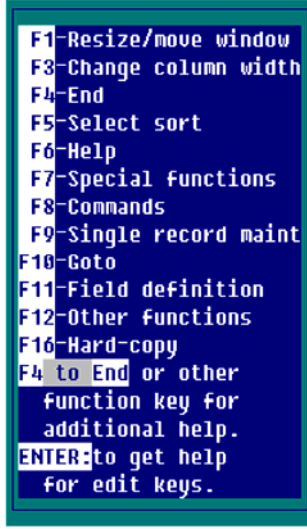 F1-Resize/move window
F3-Change column width
F4-End
F5-Select sort
F6-Help
F7-Special functions
F8-Commands
F9-Single record maint
F10-Goto
F11-Field definition
F12-Other functions
F16-Hard-copy
F4 to End or other
function key for
additional help.
ENTER:to get help
for edit keys.